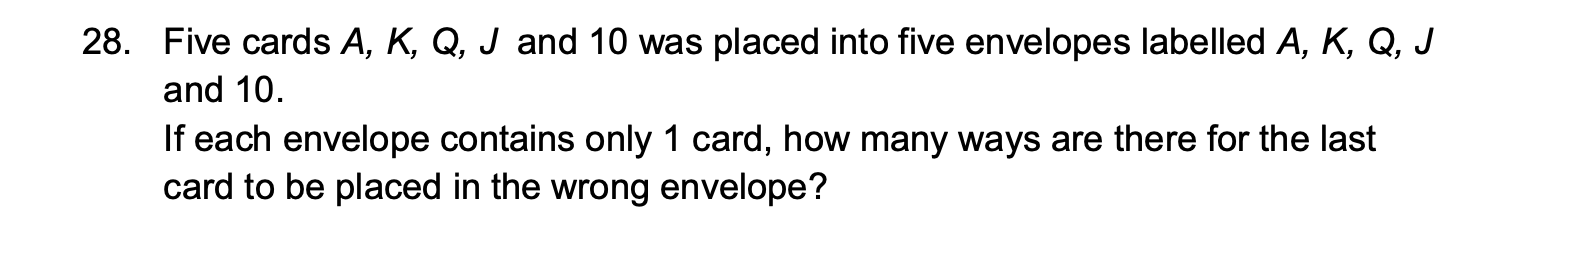 28. Five cards A, K, Q, J and 10 was placed into five envelopes labelled A, K, Q, J
and 10.
If each envelope contains only 1 card, how many ways are there for the last
card to be placed in the wrong envelope?